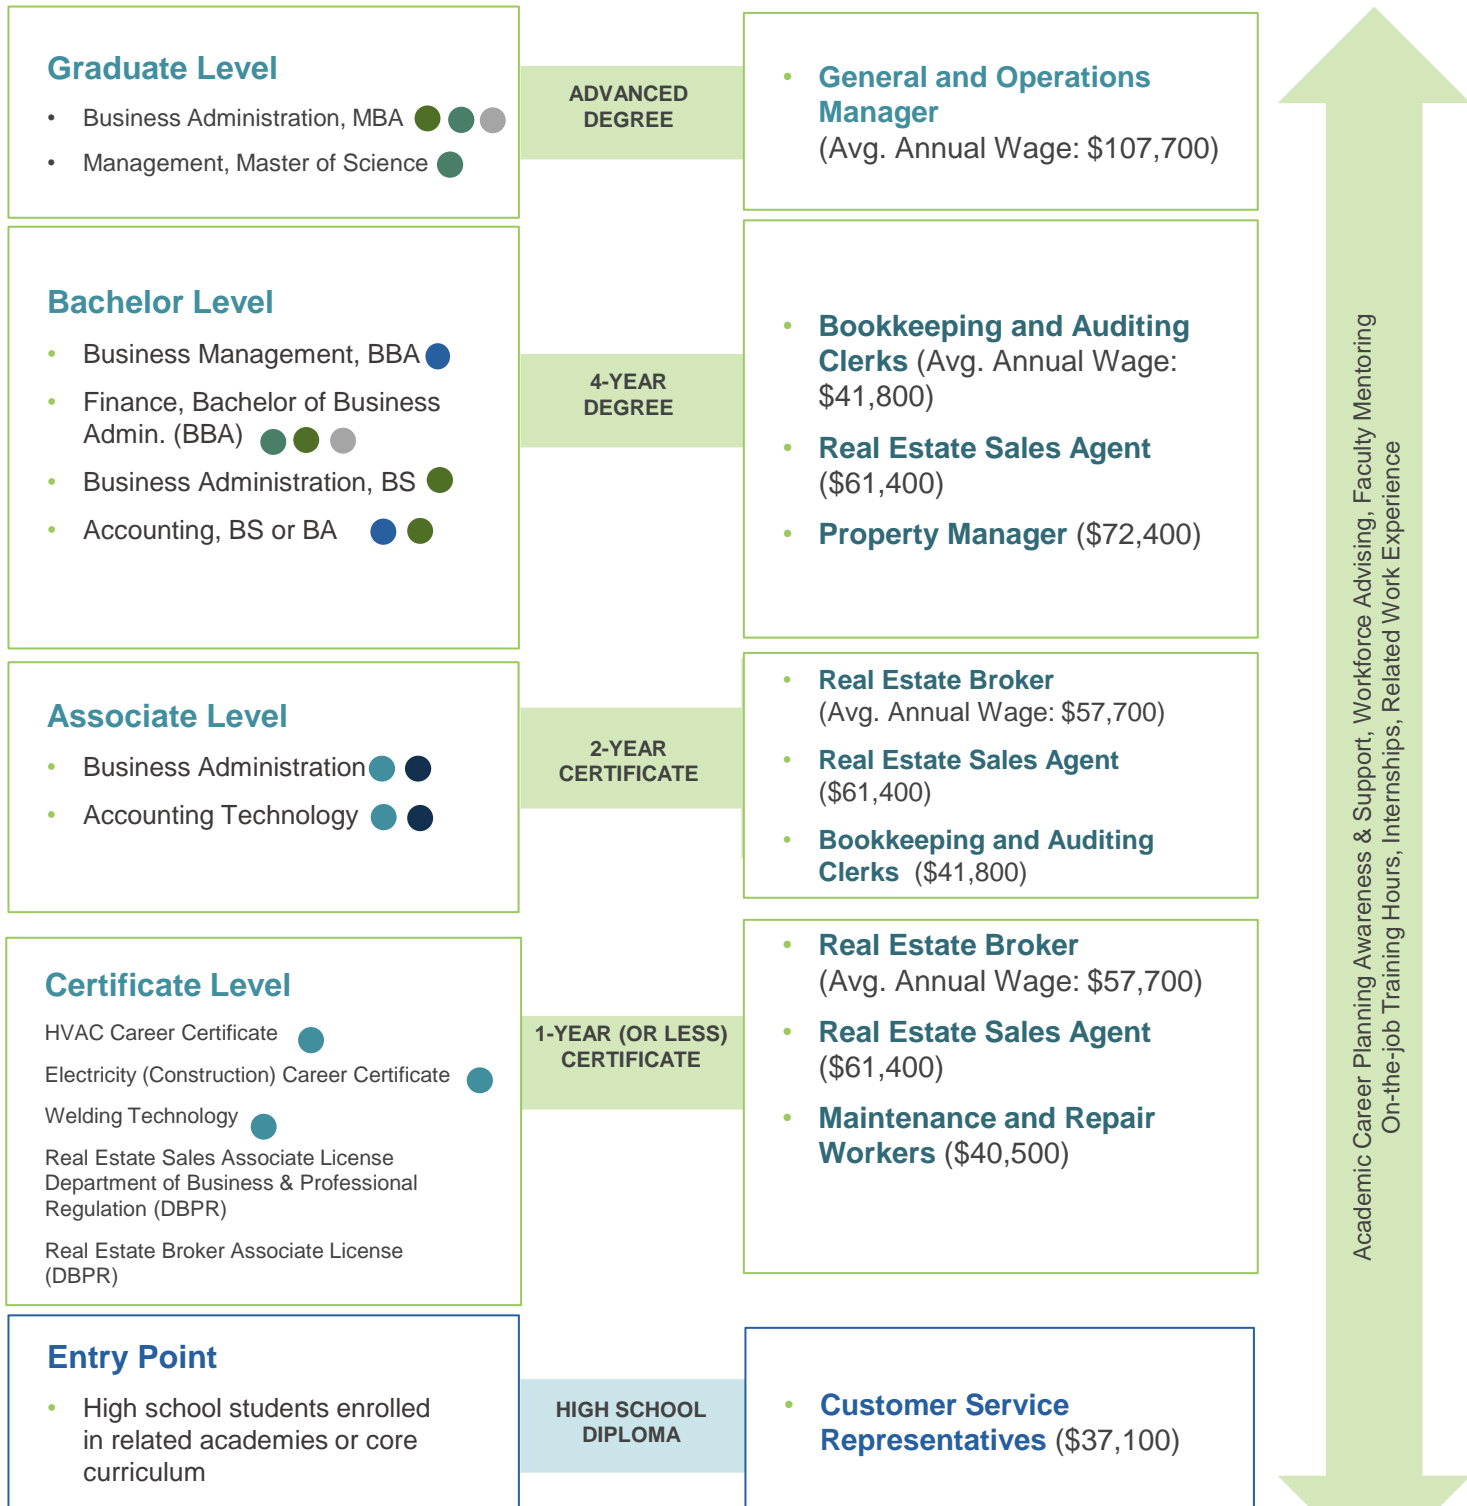 Graduate Level
• Business Administration, MBA
• Management, Master of Science
ADVANCED
DEGREE
• General and Operations
Manager
(Avg. Annual Wage: $107,700)
Bachelor Level
• Business Management, BBA
• Finance, Bachelor of Business
Admin. (BBA)
• Business Administration, BS
• Accounting, BS or BA
4-YEAR
DEGREE
• Bookkeeping and Auditing
Clerks (Avg. Annual Wage:
$41,800)
• Real Estate Sales Agent
($61,400)
• Property Manager ($72,400)
Associate Level
• Business Administration
• Accounting Technology
2-YEAR
CERTIFICATE
• Real Estate Broker
(Avg. Annual Wage: $57,700)
• Real Estate Sales Agent
($61,400)
• Bookkeeping and Auditing
Clerks ($41,800)
Certificate Level
HVAC Career Certificate
Electricity (Construction) Career Certificate
Welding Technology
Real Estate Sales Associate License
Department of Business & Professional
Regulation (DBPR)
Real Estate Broker Associate License
(DBPR)
1-YEAR (OR LESS)
CERTIFICATE
• Real Estate Broker
(Avg. Annual Wage: $57,700)
• Real Estate Sales Agent
($61,400)
• Maintenance and Repair
Workers ($40,500)
Entry Point
• High school students enrolled
in related academies or core
curriculum
HIGH SCHOOL
DIPLOMA
• Customer Service
Representatives ($37,100)
Academic Career Planning Awareness & Support, Workforce Advising, Faculty Mentoring
On-the-job Training Hours, Internships, Related Work Experience